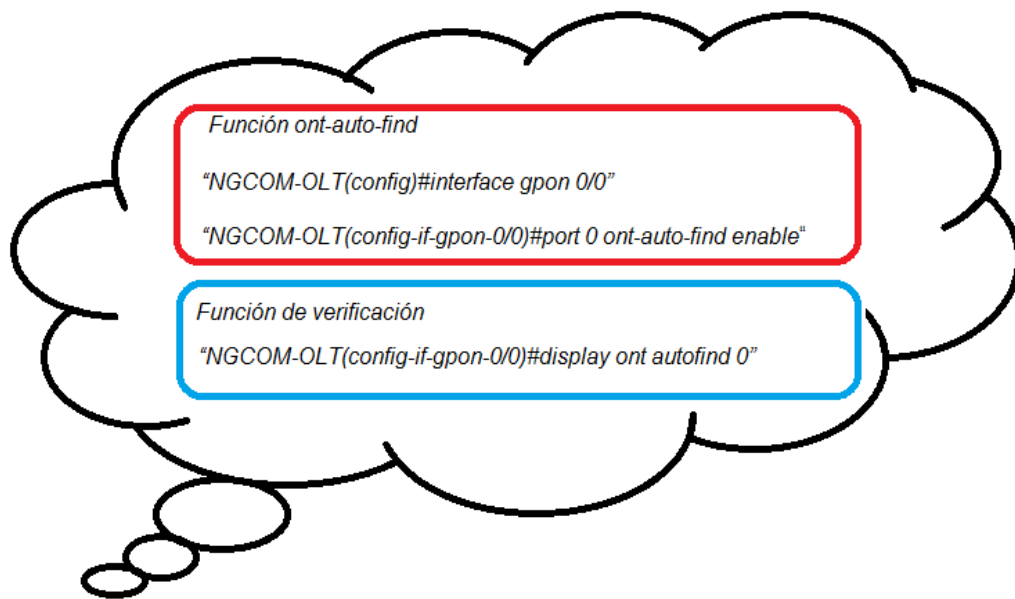 Función ont-auto-find
“NGCOM-OLT(config)#interface gpon 0/0”
“NGCOM-OLT(config-if-gpon-0/0)#port 0 ont-auto-find enable“
Función de verificación
“NGCOM-OLT(config-if-gpon-0/0)#display ont autofind 0”